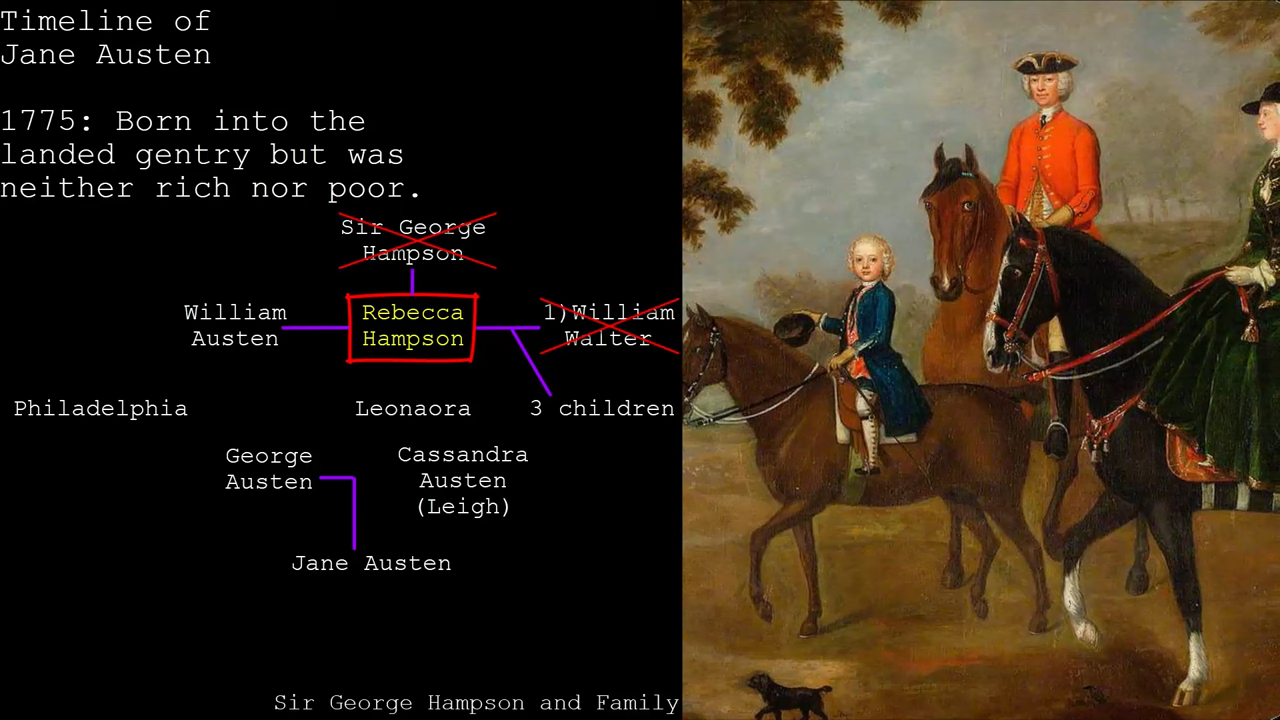 Timeline of
Jane Austen
1775: Born into the
landed gentry but was
neither rich nor poor.
Sir George
Hampson
William
Austen
Rebecca
Hampson
1)William
Walter
Philadelphia
Leonaora
3 children
George
Austen
Cassandra
Austen
(Leigh)
Jane Austen
Sir George Hampson and Family